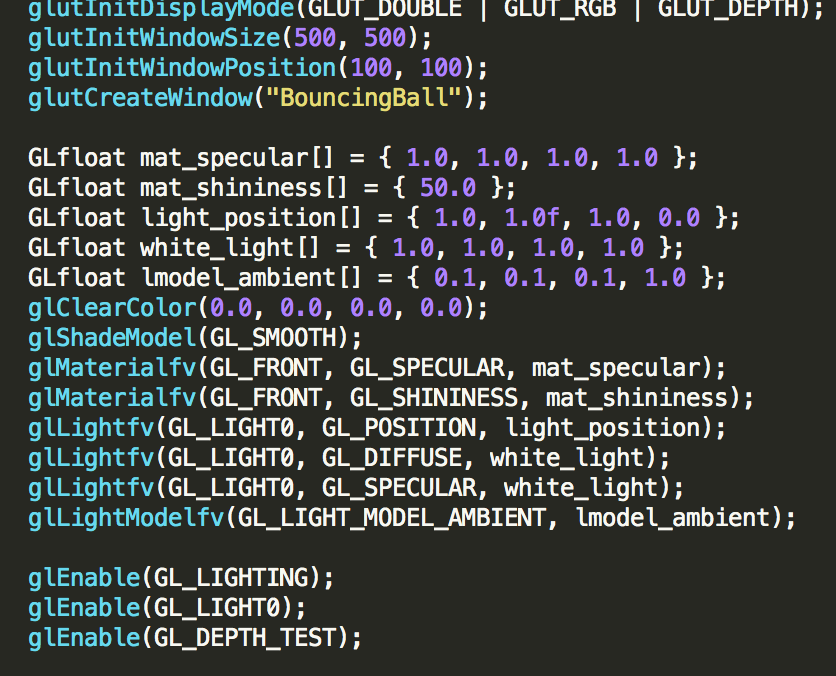 glutInitDisplayMode(GLUT_DOUBLE | GLUT_RGB | GLUT_DEPTH);
glutInitWindowSize(500, 500);
glutInitWindowPosition(100, 100);
glutCreateWindow("BouncingBall");
GLfloat mat_specular[] = { 1.0, 1.0, 1.0, 1.0 };
GLfloat mat_shininess[] = { 50.0 };
GLfloat light_position[] = { 1.0, 1.0f, 1.0, 0.0 };
GLfloat white_light[] = { 1.0, 1.0, 1.0, 1.0 };
GLfloat lmodel_ambient[] = { 0.1, 0.1, 0.1, 1.0 };
glClearColor(0.0, 0.0, 0.0, 0.0);
glShadeModel(GL_SMOOTH);
glMaterialfv(GL_FRONT, GL_SPECULAR, mat_specular);
glMaterialfv(GL_FRONT, GL_SHININESS, mat_shininess);
glLightfv(GL_LIGHT0, GL_POSITION, light_position);
glLightfv(GL_LIGHT0, GL_DIFFUSE, white_light);
glLightfv(GL_LIGHT0, GL_SPECULAR, white_light);
glLightModelfv(GL_LIGHT_MODEL_AMBIENT, lmodel_ambient);
glEnable(GL_LIGHTING);
glEnable(GL_LIGHT0);
glEnable(GL_DEPTH_TEST);